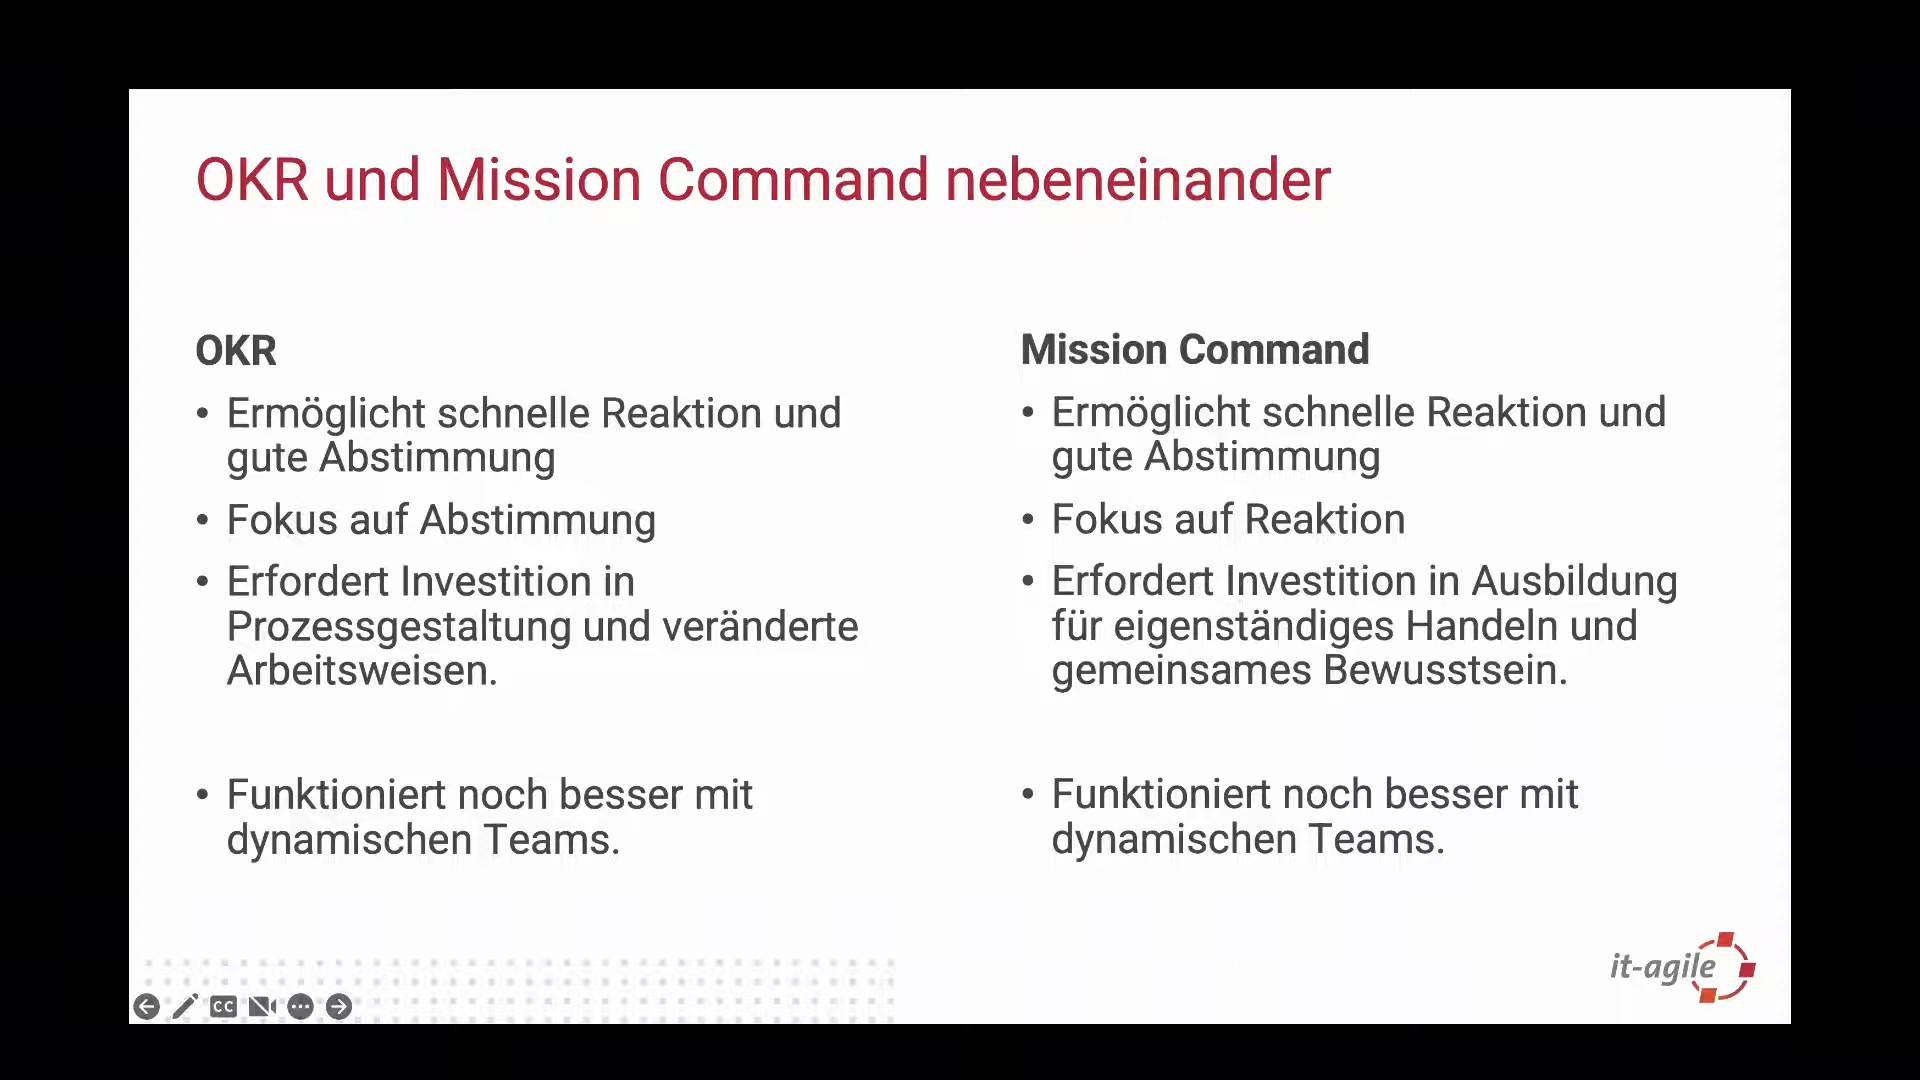 OKR und Mission Command nebeneinander
OKR
• Ermöglicht schnelle Reaktion und
gute Abstimmung
• Fokus auf Abstimmung
• Erfordert Investition in
Prozessgestaltung und veränderte
Arbeitsweisen.
• Funktioniert noch besser mit
dynamischen Teams.
Mission Command
• Ermöglicht schnelle Reaktion und
gute Abstimmung
• Fokus auf Reaktion
• Erfordert Investition in Ausbildung
für eigenständiges Handeln und
gemeinsames Bewusstsein.
• Funktioniert noch besser mit
dynamischen Teams.
it-agile
CC